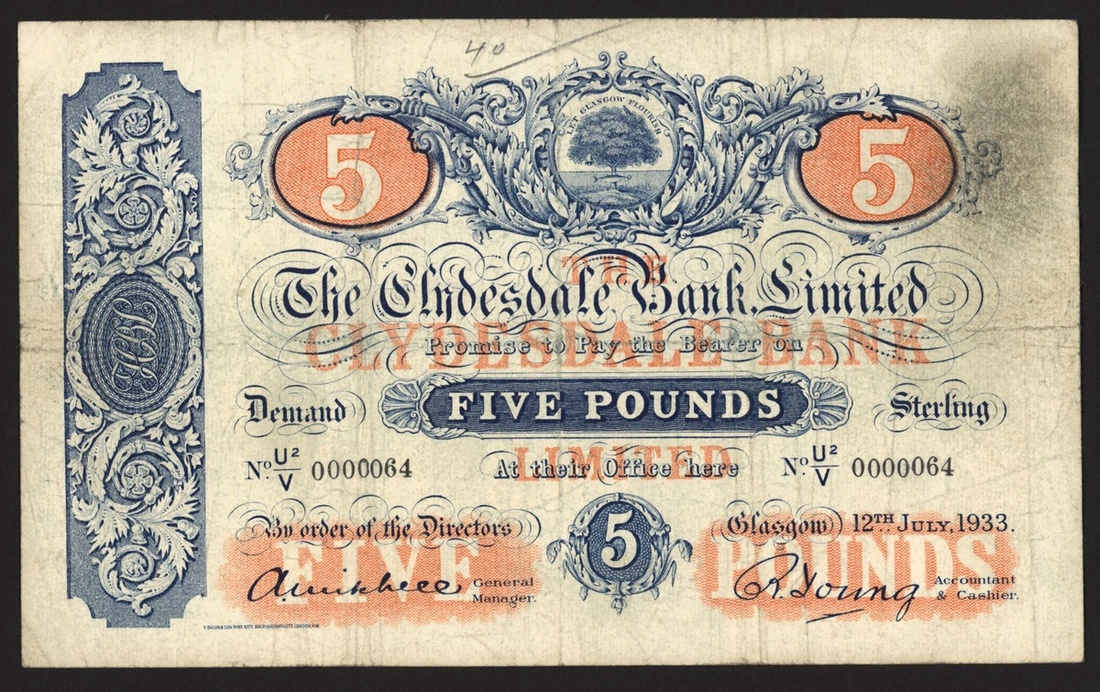 40
5
LET GLASGOW FLOURISH
5
The Clydesdale Bank, Limited
THE
CLYDESDALE BANK
LIMITED
Promise to Pay the Bearer on
Demand FIVE POUNDS Sterling
No. U2/V 0000064 At their Office here No. U2/V 0000064
By order of the Directors 5 Glasgow 12TH JULY, 1933.
FIVE POUNDS
General Manager. R. Young Accountant & Cashier.